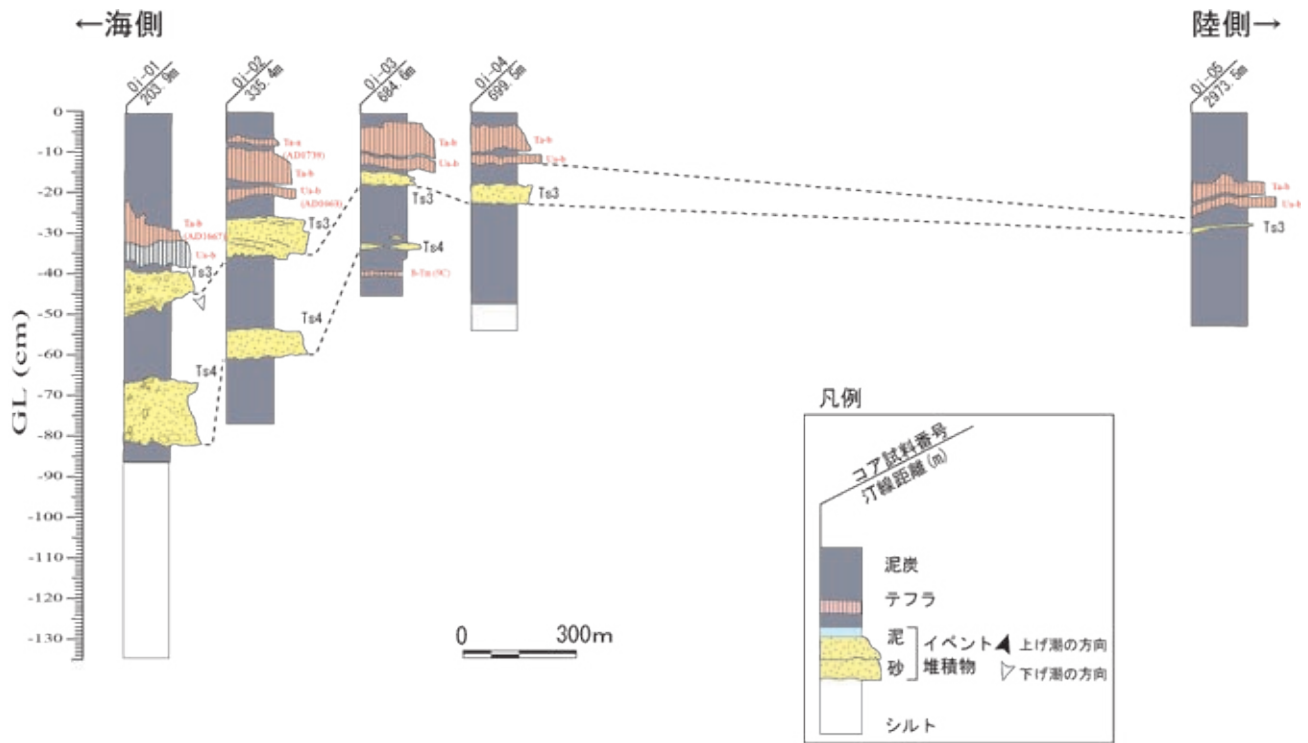 ←海側
陸側→
Oi-01
203.9m
Oi-02
335.4m
Oi-03
684.6m
Oi-04
699.5m
Oi-05
2973.5m
GL (cm)
0
-10
-20
-30
-40
-50
-60
-70
-80
-90
-100
-110
-120
-130
Ta-b
(AD1667)
Us-b
Ts3
Ts4
Ta-a
(AD1739)
Ta-b
Us-b
(AD1663)
Ts3
Ts4
Ta-b
Us-b
Ts3
Ts4
B-Tm (9C)
Ta-b
Us-b
Ta-b
Us-b
Ts3
0 300m
凡例
コア試料番号
汀線距離(m)
泥炭
テフラ
泥
砂
イベント
堆積物
上げ潮の方向
下げ潮の方向
シルト